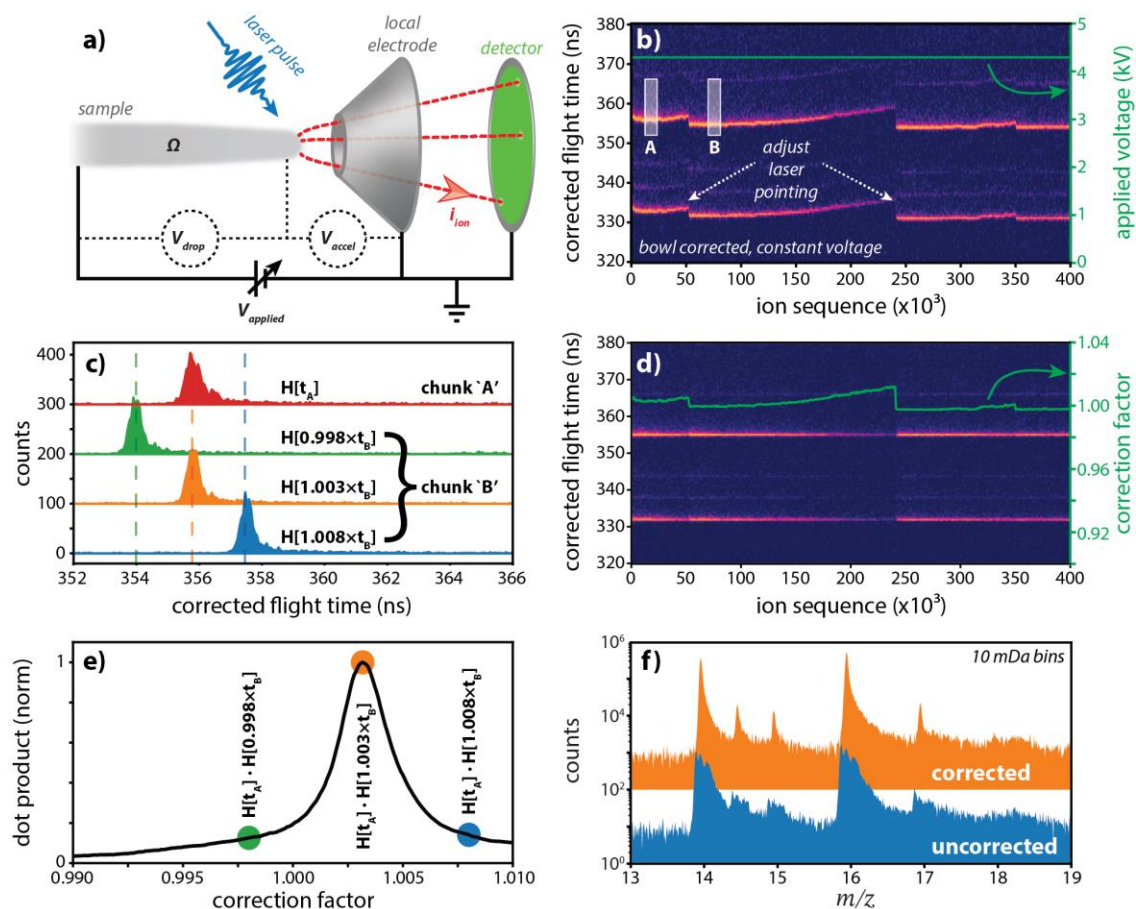 a)
laser pulse
local
electrode
detector
sample
Ω
i_ion
V_drop
V_accel
V_applied
b)
corrected flight time (ns)
370
360
350
340
330
320
A
B
adjust
laser
pointing
bowl corrected, constant voltage
0
50
100
150
200
250
300
350
400
ion sequence (x10³)
5
4
3
2
1
0
applied voltage (kV)
c)
counts
400
300
200
100
0
H[t_A]
chunk `A'
H[0.998×t_B]
H[1.003×t_B]
chunk `B'
H[1.008×t_B]
352
354
356
358
360
362
364
366
corrected flight time (ns)
d)
corrected flight time (ns)
380
370
360
350
340
330
320
0
50
100
150
200
250
300
350
400
ion sequence (x10³)
1.04
1.00
0.96
0.92
correction factor
e)
dot product (norm)
1
0
H[t_A] · H[0.998×t_B]
H[t_A] · H[1.003×t_B]
H[t_A] · H[1.008×t_B]
0.990
0.995
1.000
1.005
1.010
correction factor
f)
10 mDa bins
counts
10⁶
10⁴
10²
10⁰
corrected
uncorrected
13
14
15
16
17
18
19
m/z